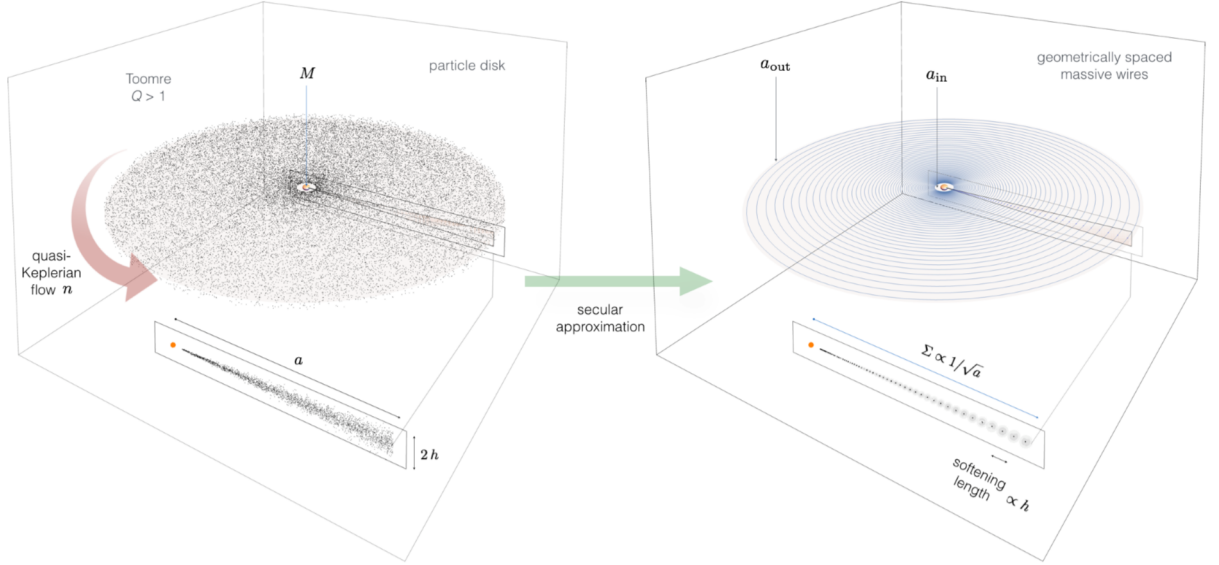 Toomre
Q > 1
M
particle disk
quasi-
Keplerian
flow n
a
2 h
secular
approximation
a_out
a_in
geometrically spaced
massive wires
Σ ∝ 1/√a
softening
length ∝ h